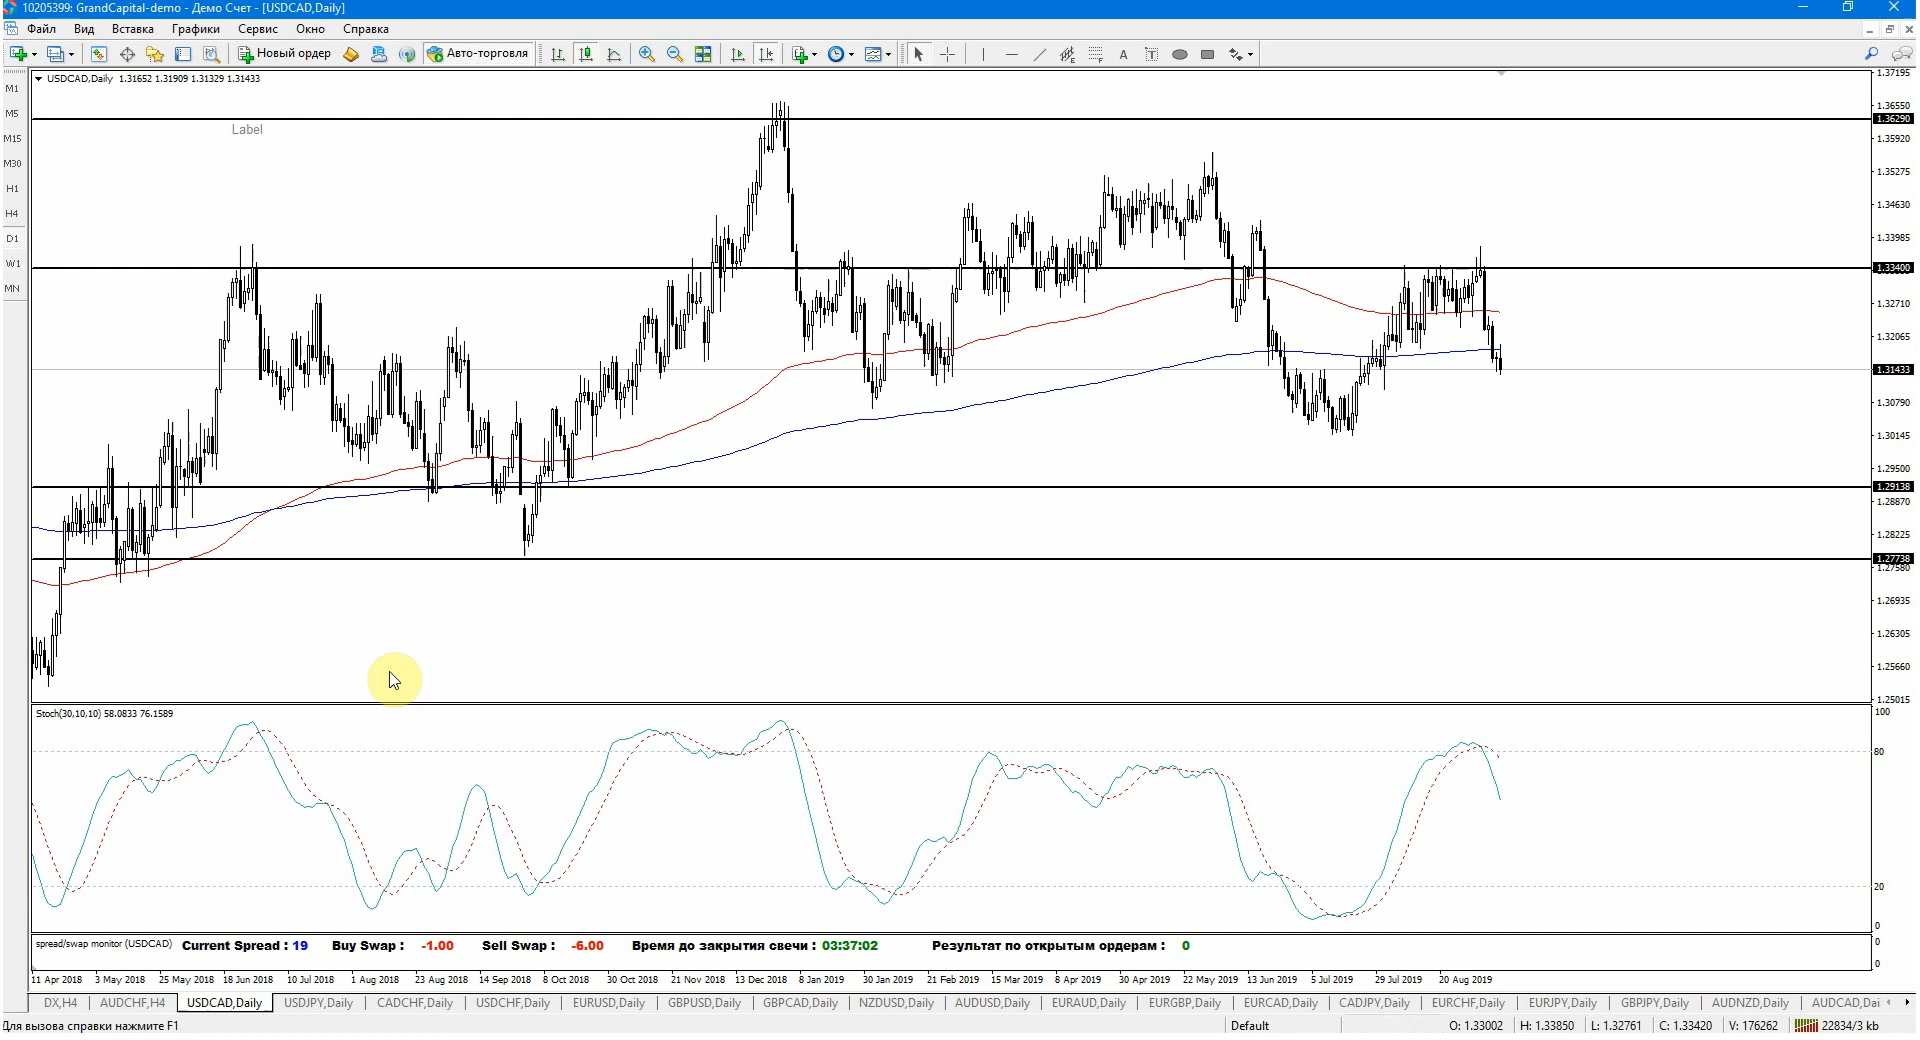 10205399: GrandCapital-demo - Демо Счет - [USDCAD,Daily]
Файл Вид Вставка Графики Сервис Окно Справка
Новый ордер Авто-торговля
M1
M5
M15
M30
H1
H4
D1
W1
MN
USDCAD,Daily 1.31652 1.31909 1.31329 1.31433
Label
1.37195
1.36550
1.36290
1.35920
1.35275
1.34630
1.33985
1.33400
1.32710
1.32065
1.31433
1.30790
1.30145
1.29500
1.29138
1.28870
1.28225
1.27738
1.27580
1.26935
1.26305
1.25660
1.25015
Stoch(30,10,10) 58.0833 76.1589
100
80
20
0
spread/swap monitor (USDCAD) Current Spread : 19 Buy Swap : -1.00 Sell Swap : -6.00 Время до закрытия свечи : 03:37:02 Результат по открытым ордерам : 0
0
0
11 Apr 2018 3 May 2018 25 May 2018 18 Jun 2018 10 Jul 2018 1 Aug 2018 23 Aug 2018 14 Sep 2018 8 Oct 2018 30 Oct 2018 21 Nov 2018 13 Dec 2018 8 Jan 2019 30 Jan 2019 21 Feb 2019 15 Mar 2019 8 Apr 2019 30 Apr 2019 22 May 2019 13 Jun 2019 5 Jul 2019 29 Jul 2019 20 Aug 2019
DX,H4 AUDCHF,H4 USDCAD,Daily USDJPY,Daily CADCHF,Daily USDCHF,Daily EURUSD,Daily GBPUSD,Daily GBPCAD,Daily NZDUSD,Daily AUDUSD,Daily EURAUD,Daily EURGBP,Daily EURCAD,Daily CADJPY,Daily EURCHF,Daily EURJPY,Daily GBPJPY,Daily AUDNZD,Daily AUDCAD,Dai
Для вызова справки нажмите F1 Default O: 1.33002 H: 1.33850 L: 1.32761 C: 1.33420 V: 176262 22834/3 kb